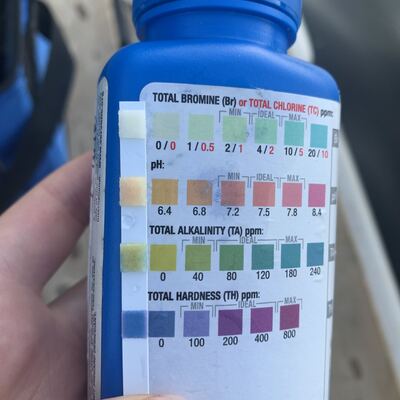 TOTAL BROMINE (Br) or TOTAL CHLORINE (TC) ppm:
MIN IDEAL MAX
0/0 1/0.5 2/1 4/2 10/5 20/10
pH:
MIN IDEAL MAX
6.4 6.8 7.2 7.5 7.8 8.4
TOTAL ALKALINITY (TA) ppm:
MIN IDEAL MAX
0 40 80 120 180 240
TOTAL HARDNESS (TH) ppm:
MIN IDEAL MAX
0 100 200 400 800